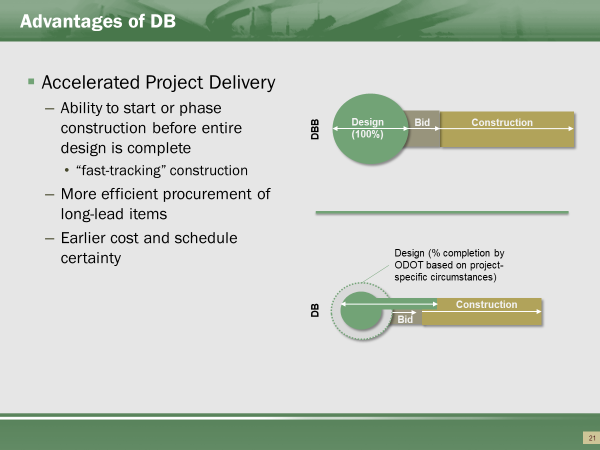 Advantages of DB
▪ Accelerated Project Delivery
– Ability to start or phase
construction before entire
design is complete
• “fast-tracking” construction
– More efficient procurement of
long-lead items
– Earlier cost and schedule
certainty
DBB
Design
(100%)
Bid
Construction
Design (% completion by
ODOT based on project-
specific circumstances)
DB
Construction
Bid
21